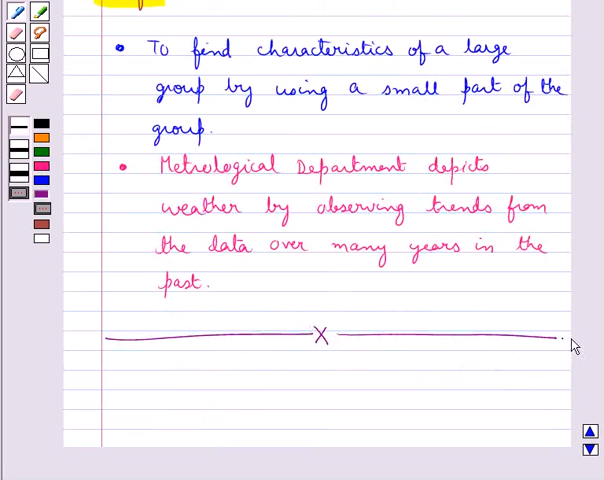 • To find characteristics of a large
group by using a small part of the
group.
• Metrological Department depicts
weather by observing trends from
the data over many years in the
past.
X